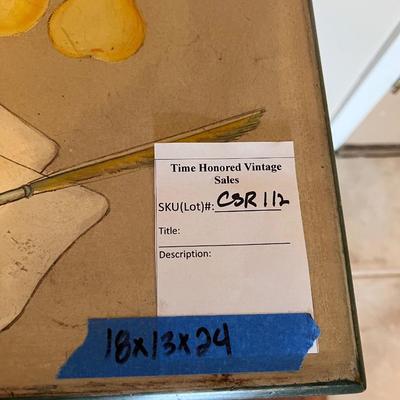 Time Honored Vintage
Sales
SKU(Lot)#: CSR 112
Title:
Description:
18x13x24